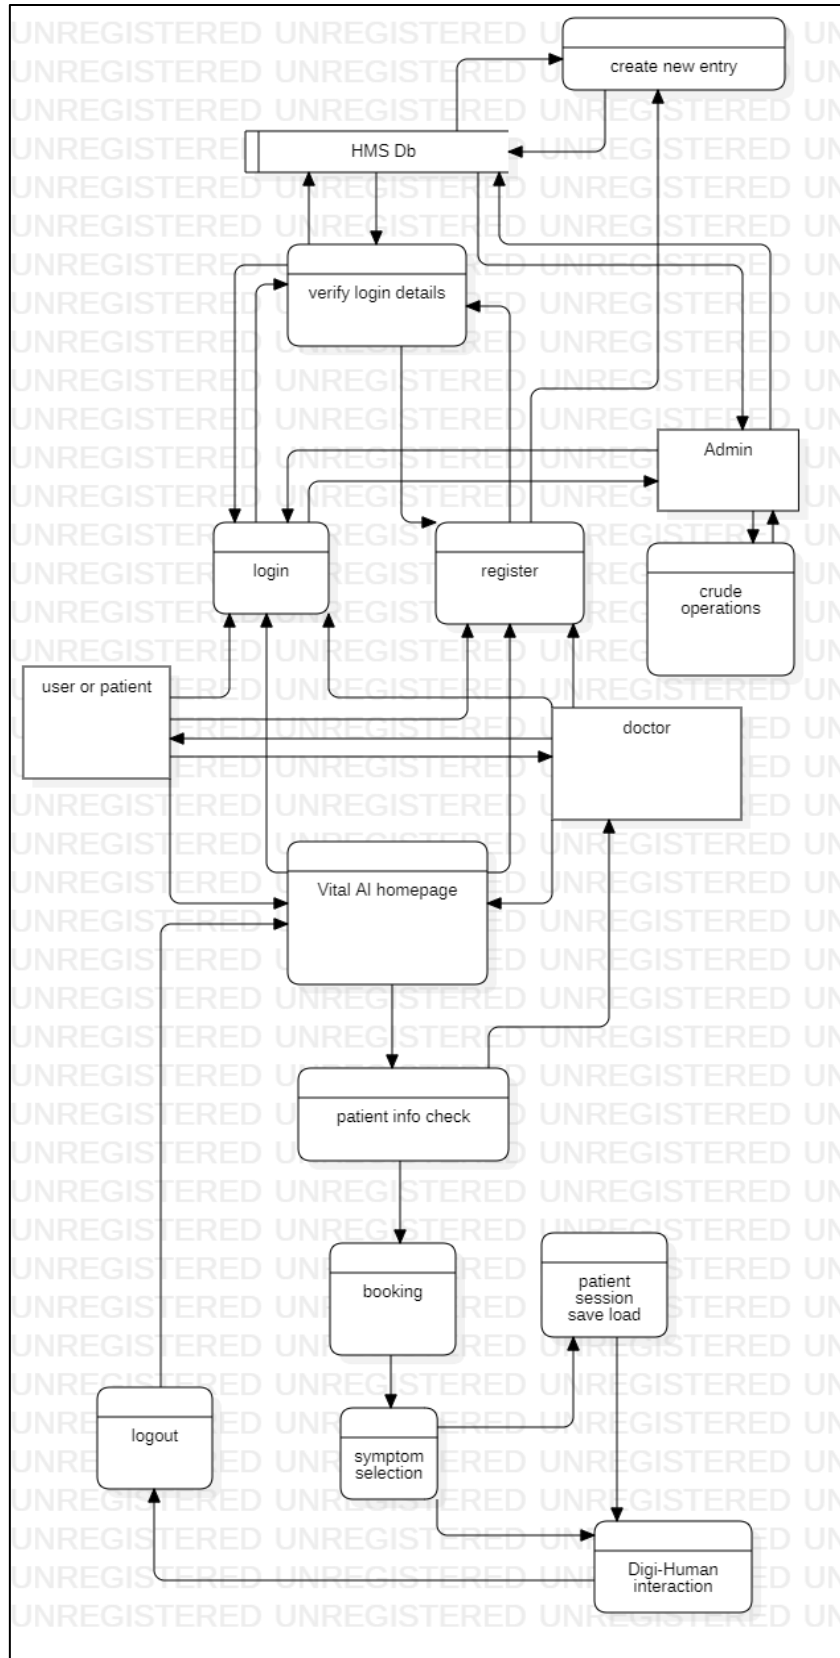 create new entry
HMS Db
verify login details
Admin
login
register
crude
operations
user or patient
doctor
Vital AI homepage
patient info check
booking
patient
session
save load
logout
symptom
selection
Digi-Human
interaction
UNREGISTERED